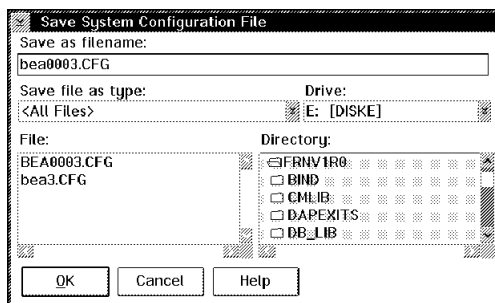 Save System Configuration File
Save as filename:
bea0003.CFG
Save file as type:
Drive:
<All Files>
E: [DISKE]
File:
Directory:
BEA0003.CFG
bea3.CFG
FRNV1R0
BIND
CMLIB
DAPEXITS
DB_LIB
OK
Cancel
Help